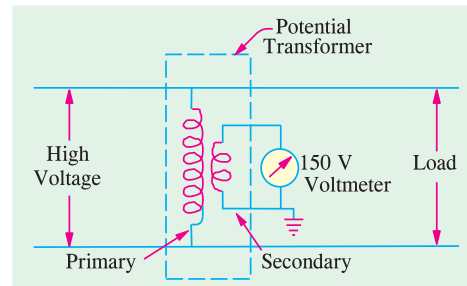 Potential
Transformer
High
Voltage
150 V
Voltmeter
Load
Primary
Secondary